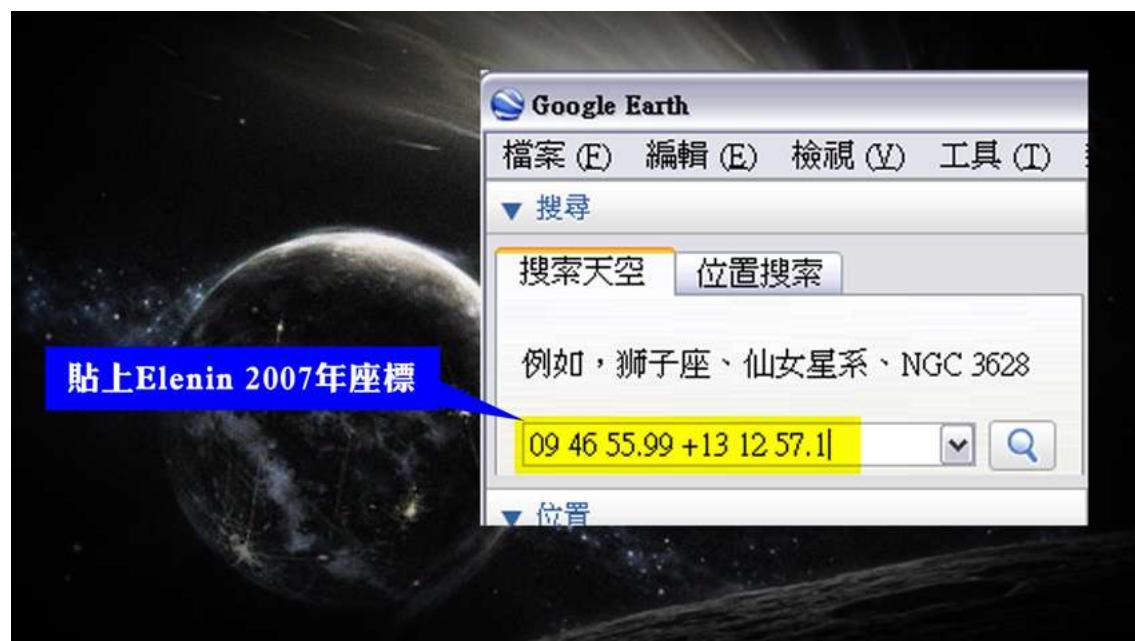 Google Earth
檔案 (F) 編輯 (E) 檢視 (V) 工具 (T)
▼ 搜尋
搜索天空 位置搜索
例如，獅子座、仙女星系、NGC 3628
貼上Elenin 2007年座標
09 46 55.99 +13 12 57.1
▼ 位置